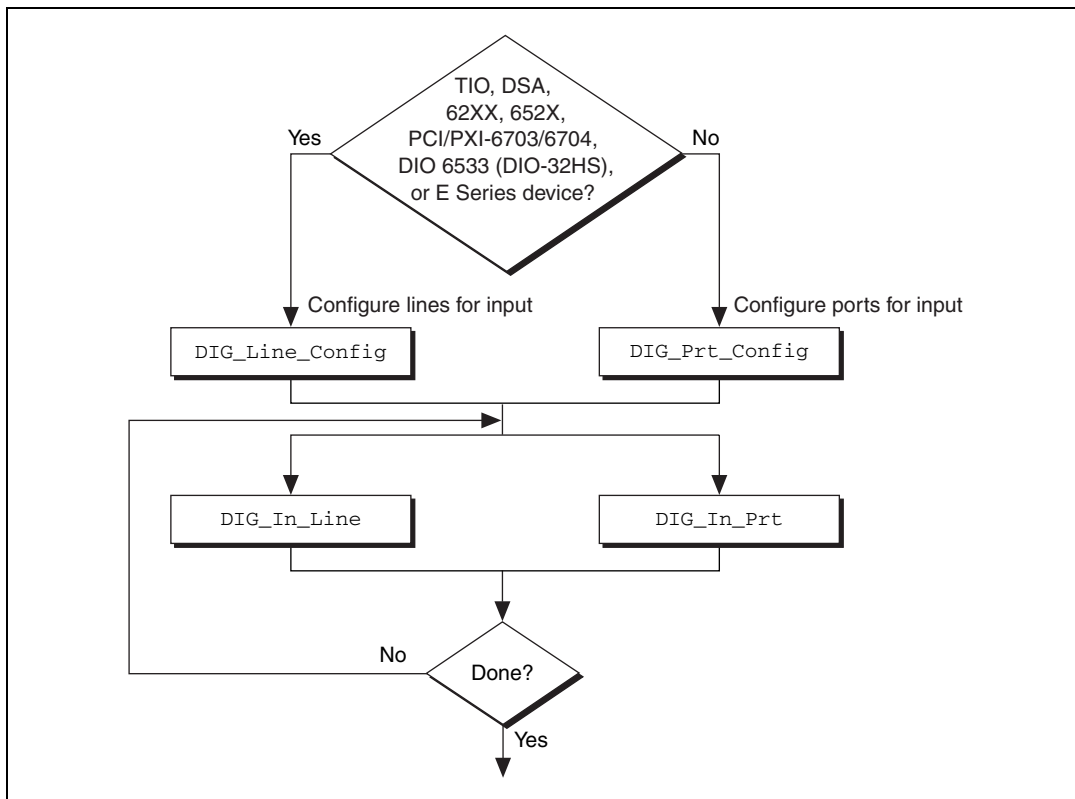 TIO, DSA,
62XX, 652X,
PCI/PXI-6703/6704,
DIO 6533 (DIO-32HS),
or E Series device?
Yes
No
Configure lines for input
Configure ports for input
DIG_Line_Config
DIG_Prt_Config
DIG_In_Line
DIG_In_Prt
No
Done?
Yes